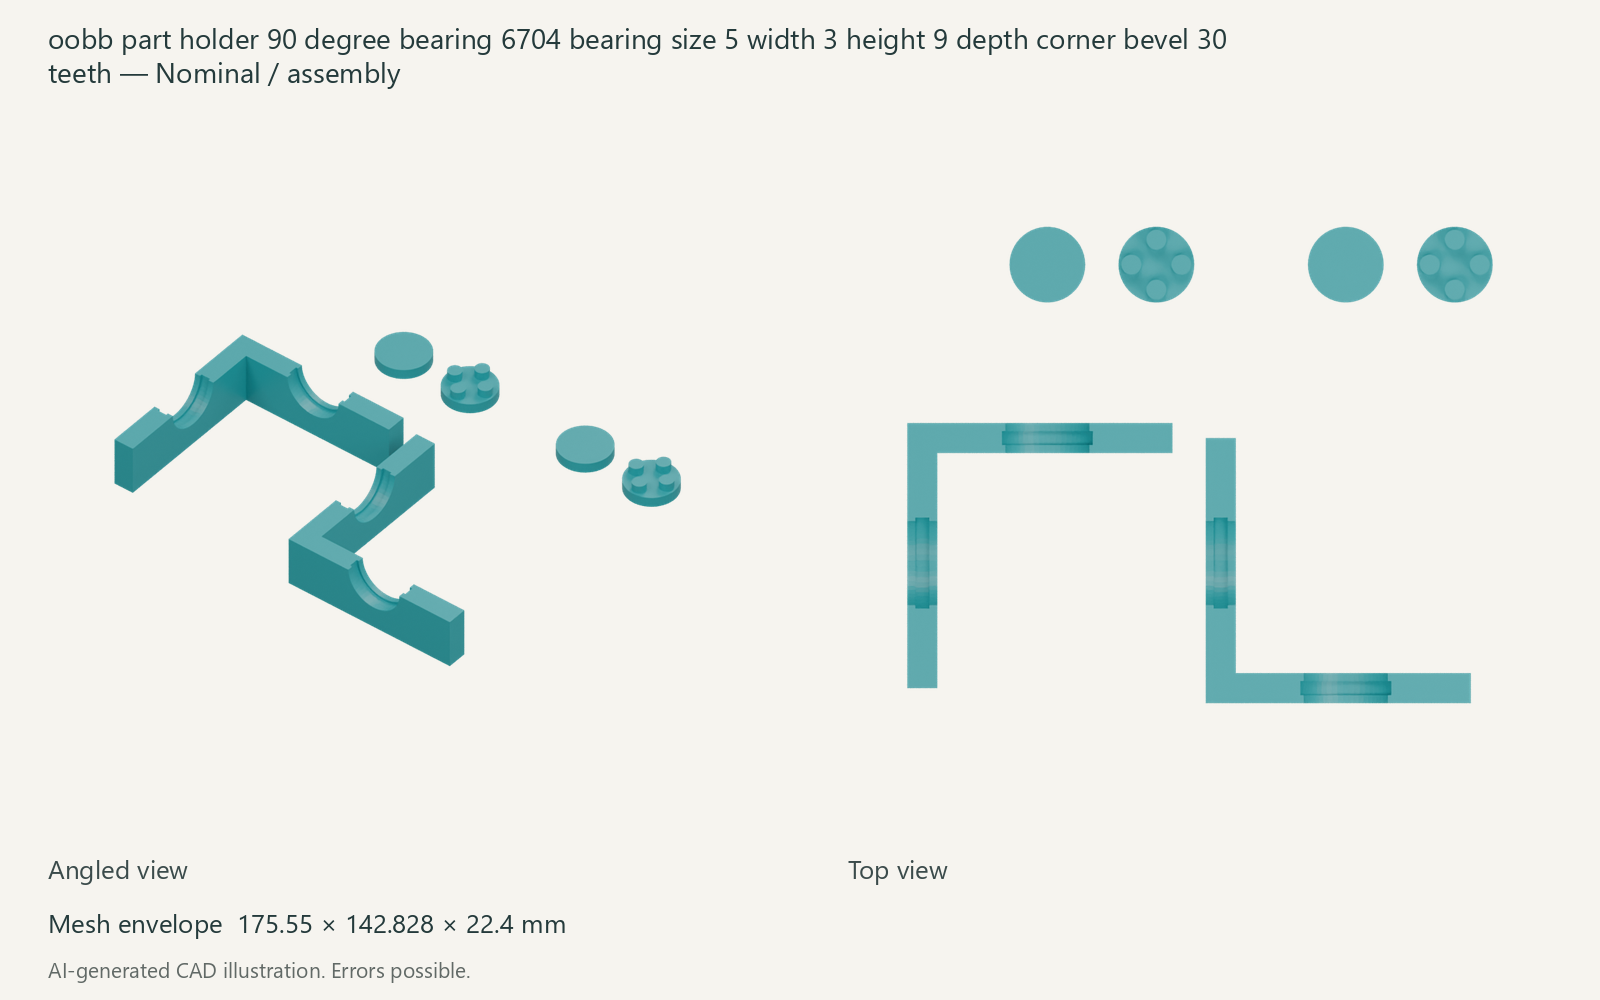 oobb part holder 90 degree bearing 6704 bearing size 5 width 3 height 9 depth corner bevel 30
teeth — Nominal / assembly
Angled view
Top view
Mesh envelope 175.55 × 142.828 × 22.4 mm
AI-generated CAD illustration. Errors possible.